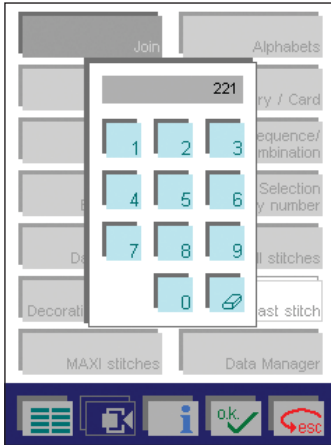 Join
Alphabets
221
ry / Card
1
2
3
equence/
mbination
4
5
6
Selection
y number
7
8
9
D
l stitches
0
Decorati
ast stitch
MAXI stitches
Data Manager
i
o.k.
esc